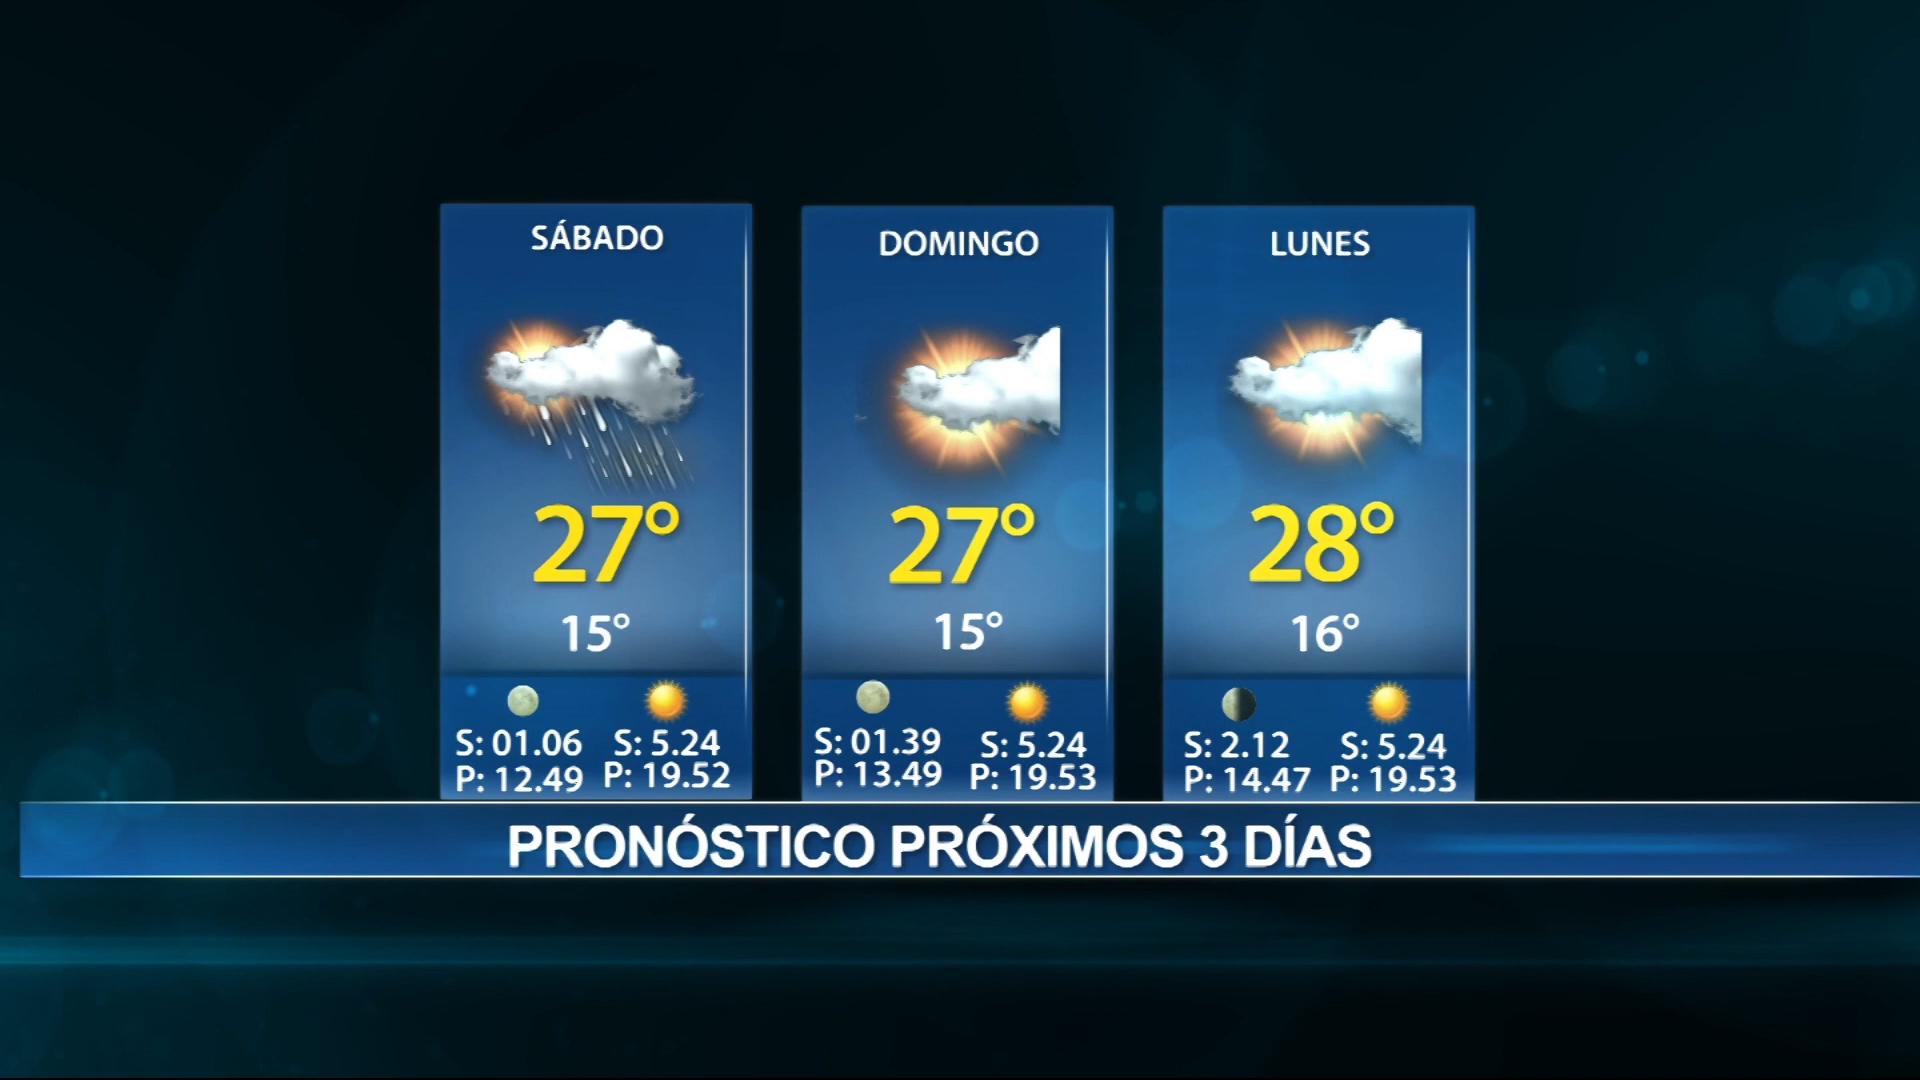 SÁBADO
27°
15°
S: 01.06
P: 12.49
S: 5.24
P: 19.52
DOMINGO
27°
15°
S: 01.39
P: 13.49
S: 5.24
P: 19.53
LUNES
28°
16°
S: 2.12
P: 14.47
S: 5.24
P: 19.53
PRONÓSTICO PRÓXIMOS 3 DÍAS